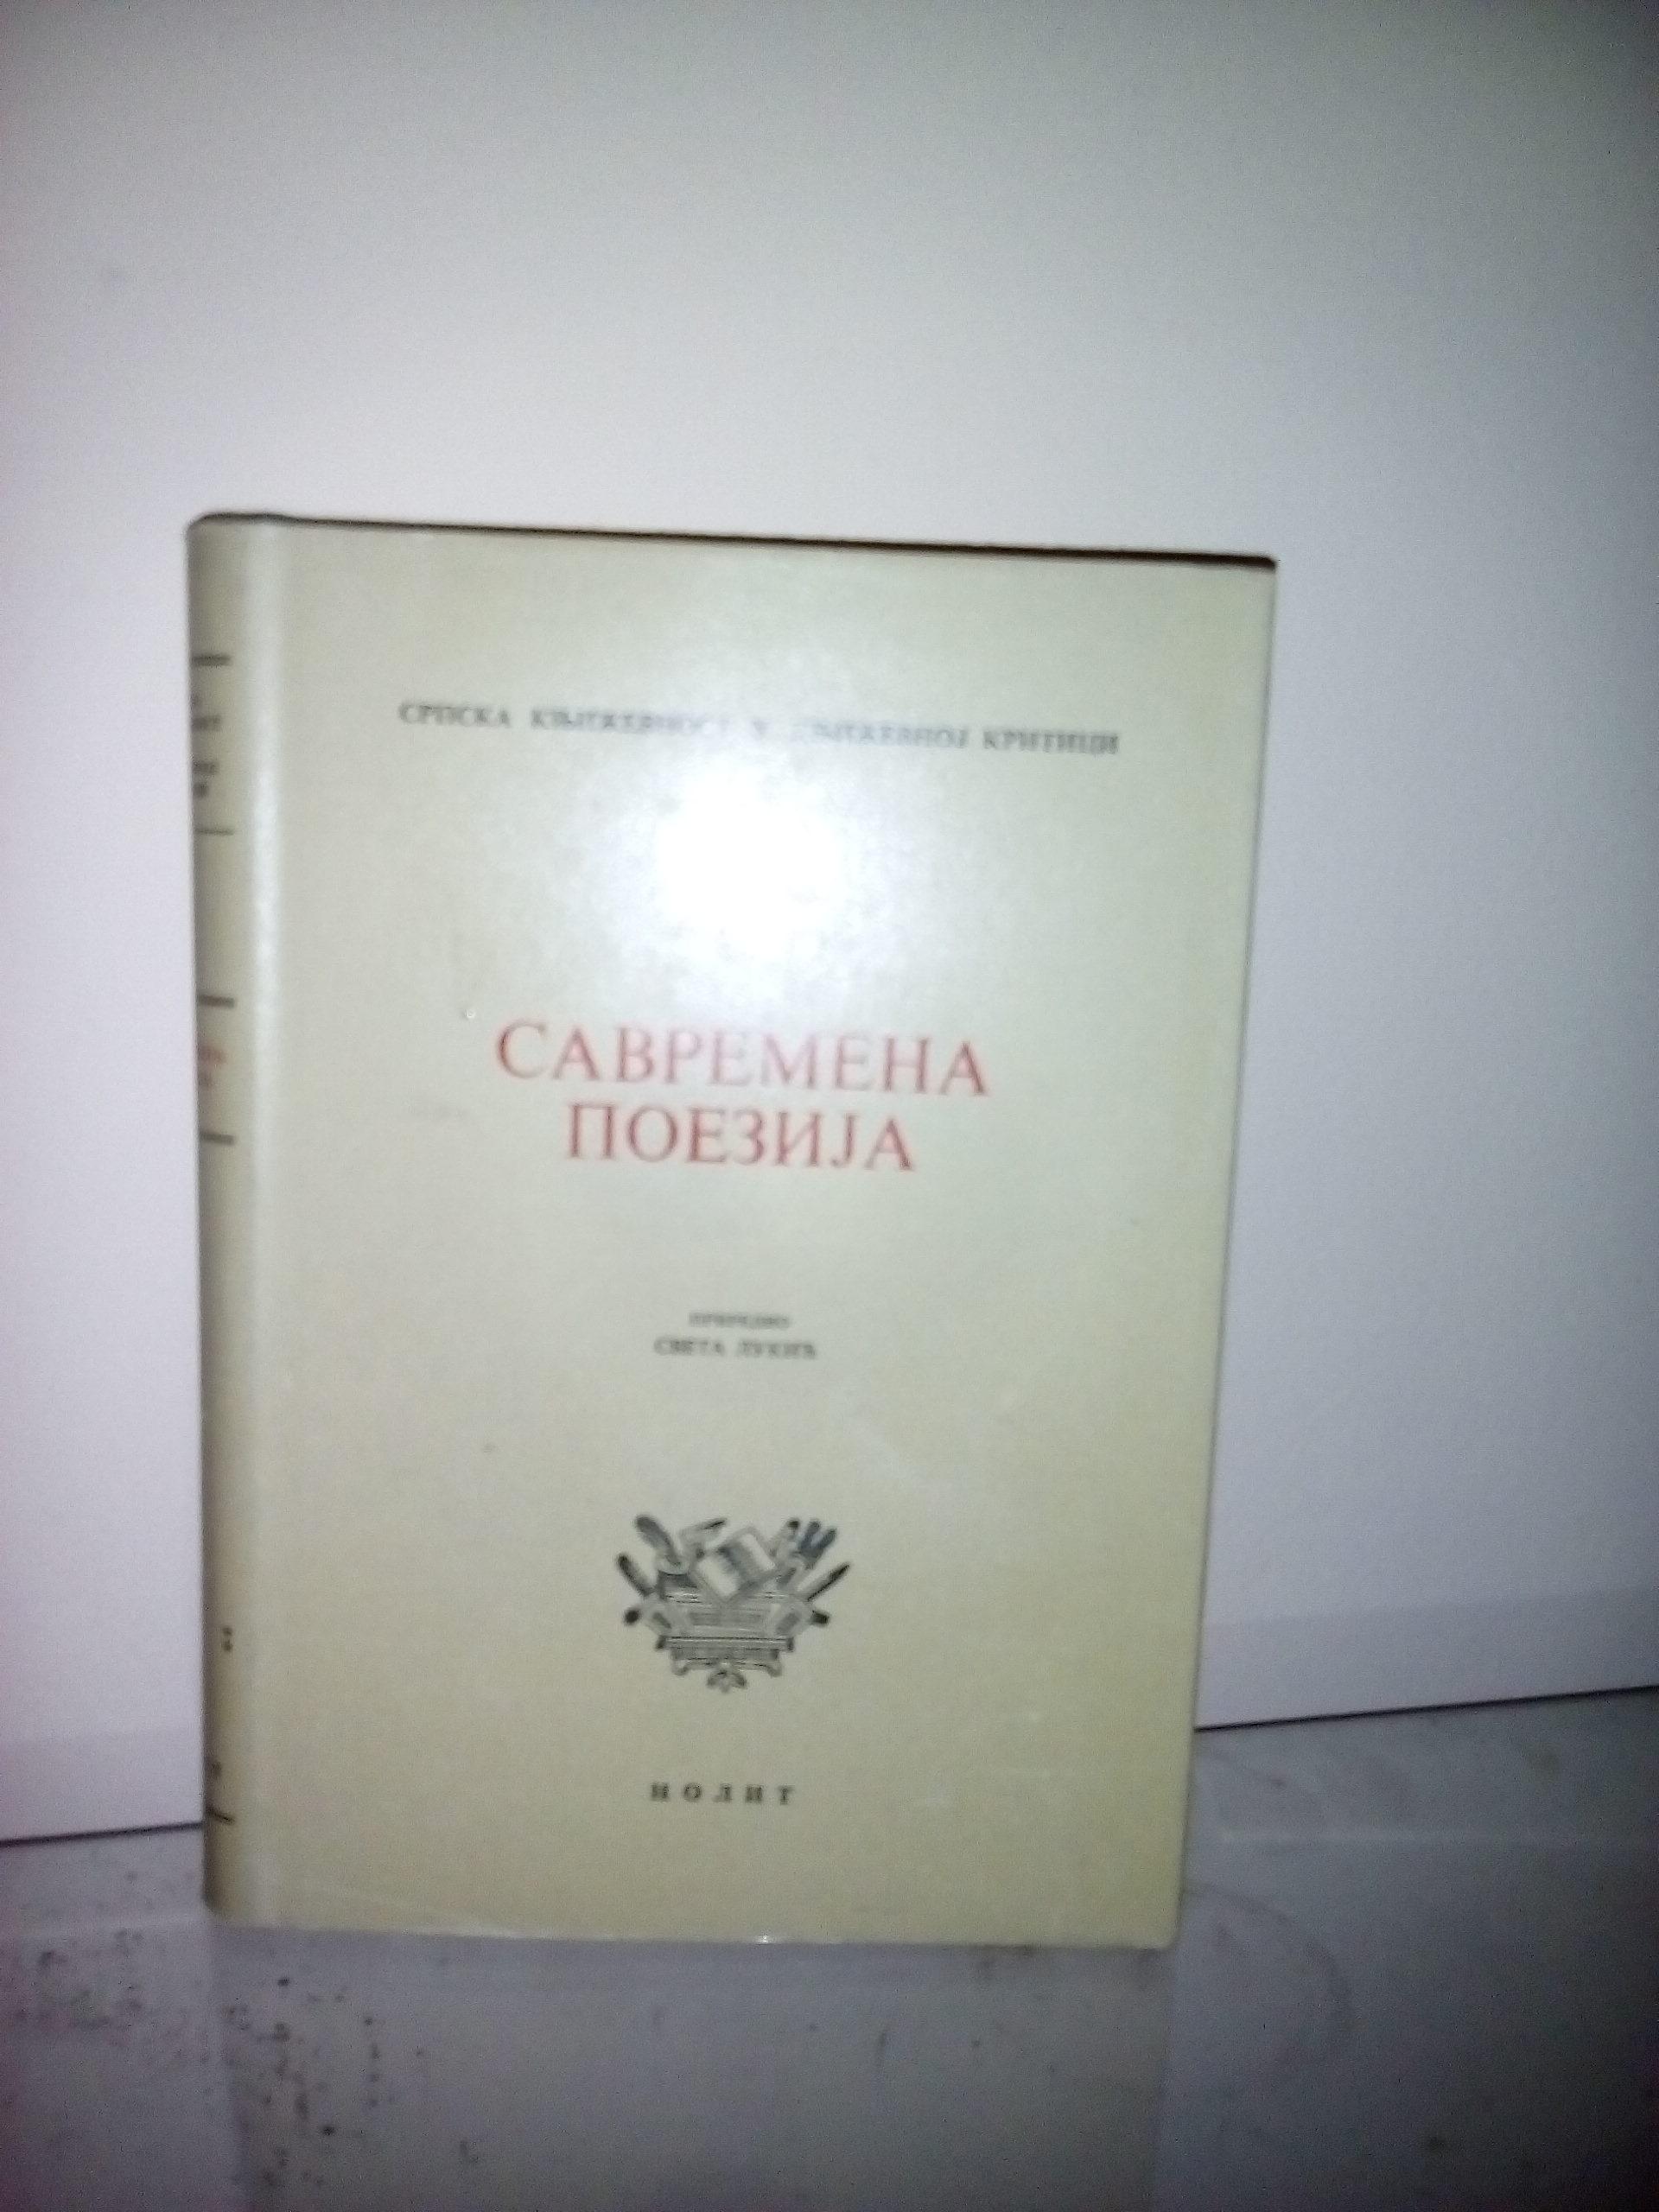 СРПСКА КЊИЖЕВНОСТ У КЊИЖЕВНОЈ КРИТИЦИ
САВРЕМЕНА
ПОЕЗИЈА
ПРИРЕДИО
СВЕТА ЛУКИЋ
НОЛИТ